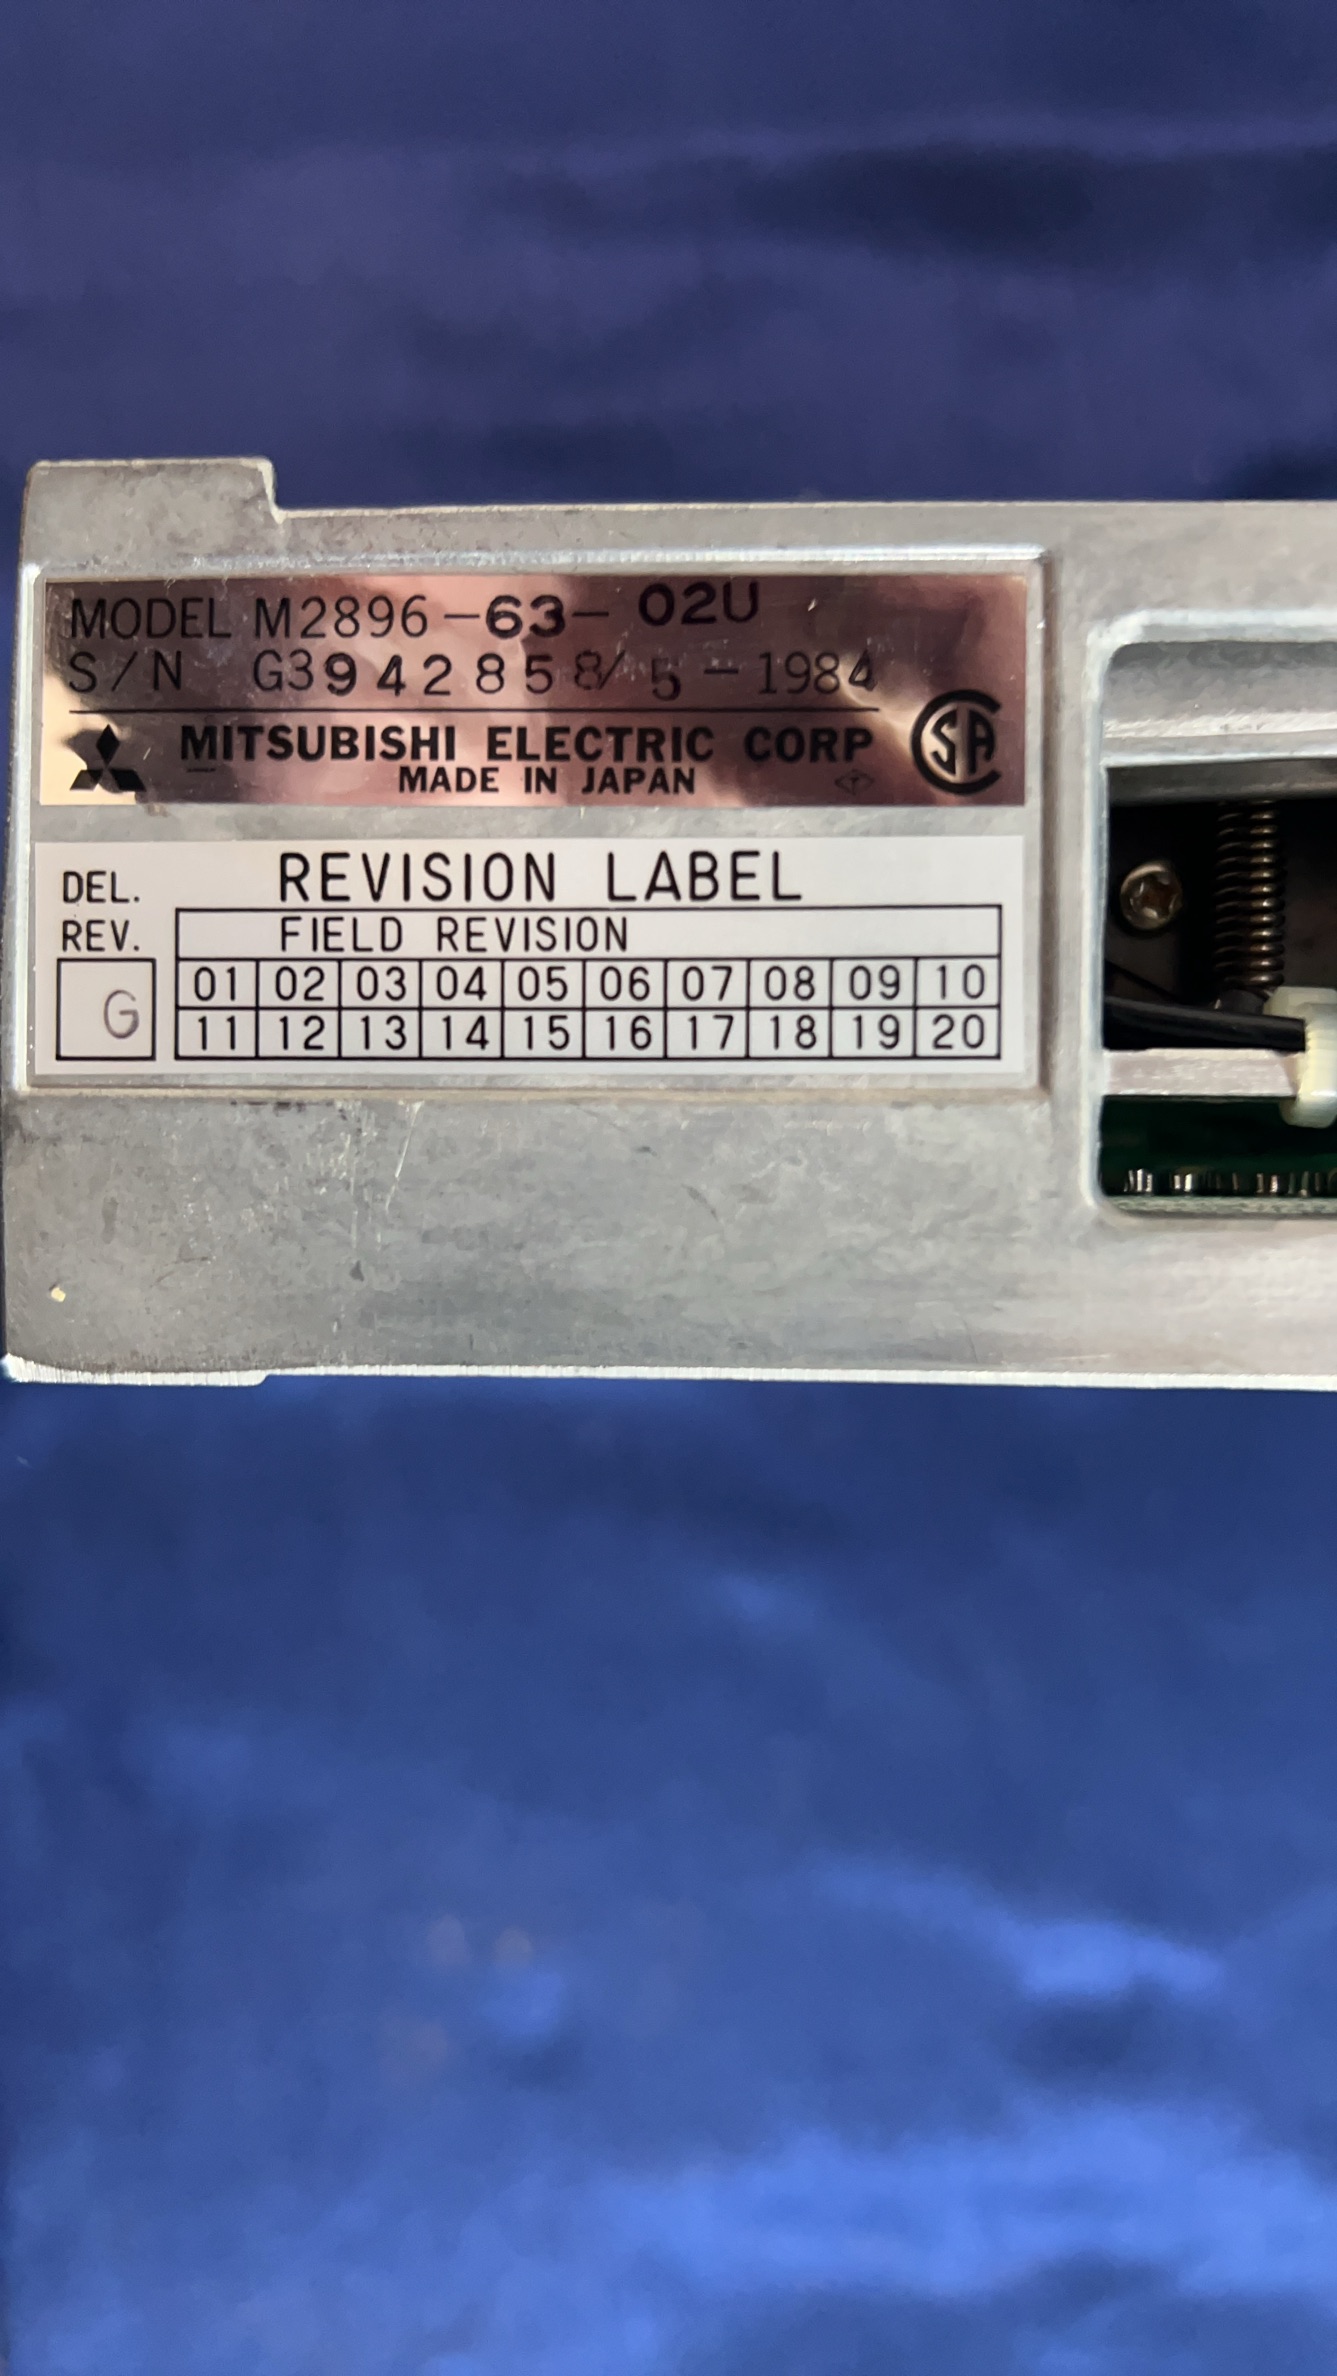 MODEL M2896-63- 02U
S/N G3942858/ 5-1984
MITSUBISHI ELECTRIC CORP
MADE IN JAPAN
CSA
REVISION LABEL
DEL.
REV.
G
FIELD REVISION
01 02 03 04 05 06 07 08 09 10
11 12 13 14 15 16 17 18 19 20